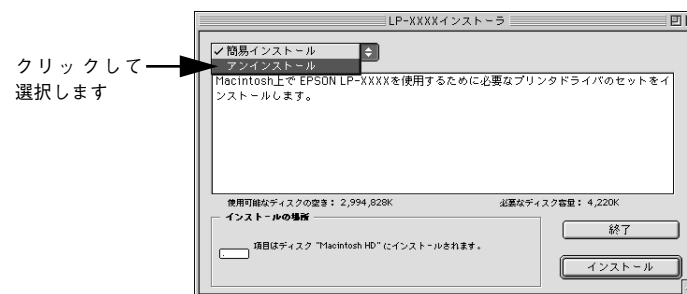 LP-XXXXインストーラ
✓簡易インストール
アンインストール
クリックして
選択します
Macintosh上で EPSON LP-XXXXを使用するために必要なプリンタドライバのセットをイ
ンストールします。
使用可能なディスクの空き： 2,994,828K
必要なディスク容量： 4,220K
インストールの場所
項目はディスク "Macintosh HD" にインストールされます。
終了
インストール